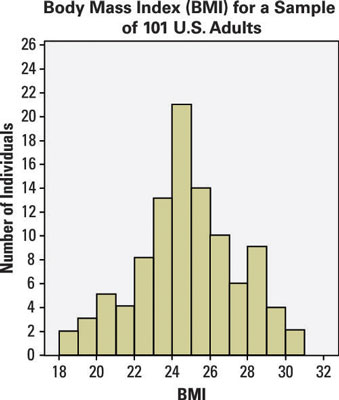 Body Mass Index (BMI) for a Sample
of 101 U.S. Adults
Number of Individuals
26
24
22
20
18
16
14
12
10
8
6
4
2
0
18 20 22 24 26 28 30 32
BMI